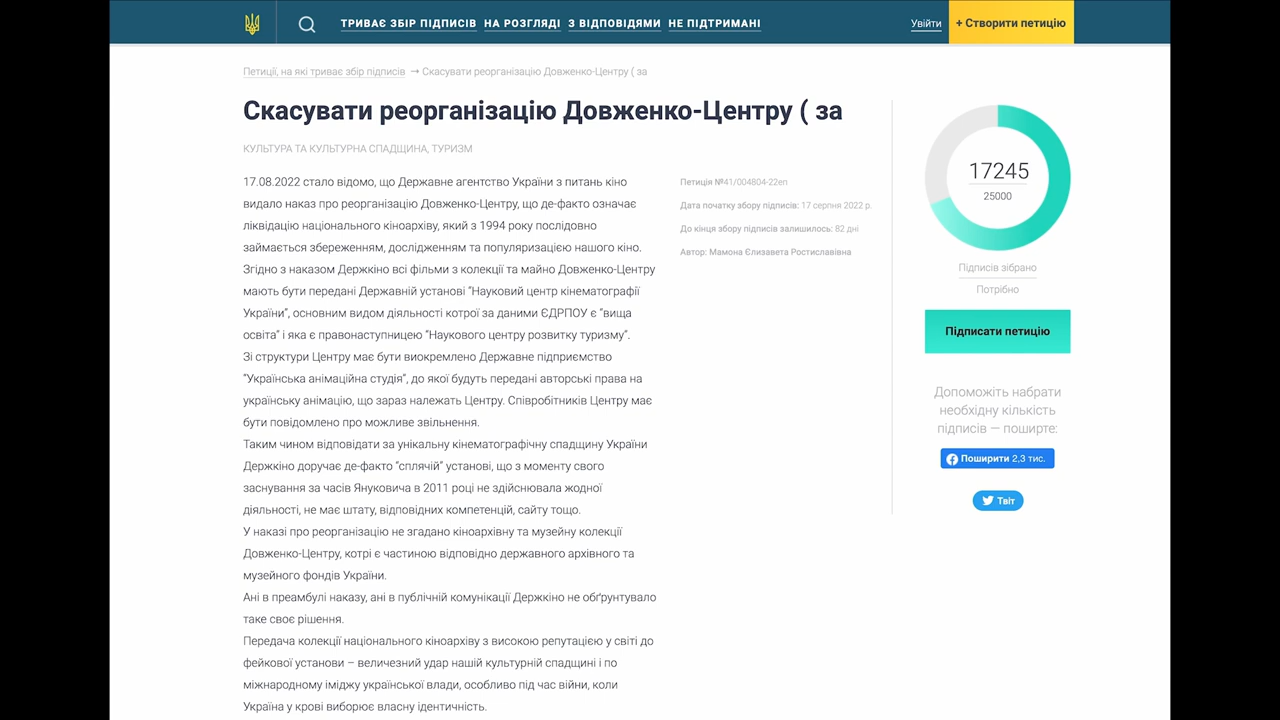 ТРИВАЄ ЗБІР ПІДПИСІВ НА РОЗГЛЯДІ З ВІДПОВІДЯМИ НЕ ПІДТРИМАНІ
Увійти
+ Створити петицію
Петиції, на які триває збір підписів → Скасувати реорганізацію Довженко-Центру ( за
Скасувати реорганізацію Довженко-Центру ( за
КУЛЬТУРА ТА КУЛЬТУРНА СПАДЩИНА, ТУРИЗМ
17.08.2022 стало відомо, що Державне агентство України з питань кіно
видало наказ про реорганізацію Довженко-Центру, що де-факто означає
ліквідацію національного кіноархіву, який з 1994 року послідовно
займається збереженням, дослідженням та популяризацією нашого кіно.
Згідно з наказом Держкіно всі фільми з колекції та майно Довженко-Центру
мають бути передані Державній установі “Науковий центр кінематографії
України”, основним видом діяльності котрої за даними ЄДРПОУ є “вища
освіта” і яка є правонаступницею “Наукового центру розвитку туризму”.
Зі структури Центру має бути виокремлено Державне підприємство
“Українська анімаційна студія”, до якої будуть передані авторські права на
українську анімацію, що зараз належать Центру. Співробітників Центру має
бути повідомлено про можливе звільнення.
Таким чином відповідати за унікальну кінематографічну спадщину України
Держкіно доручає де-факто “сплячій” установі, що з моменту свого
заснування за часів Януковича в 2011 році не здійснювала жодної
діяльності, не має штату, відповідних компетенцій, сайту тощо.
У наказі про реорганізацію не згадано кіноархівну та музейну колекції
Довженко-Центру, котрі є частиною відповідно державного архівного та
музейного фондів України.
Ані в преамбулі наказу, ані в публічній комунікації Держкіно не обґрунтувало
таке своє рішення.
Передача колекції національного кіноархіву з високою репутацією у світі до
фейкової установи – величезний удар нашій культурній спадщині і по
міжнародному іміджу української влади, особливо під час війни, коли
Україна у крові виборює власну ідентичність.
Петиція №41/004804-22еп
Дата початку збору підписів: 17 серпня 2022 р.
До кінця збору підписів залишилось: 82 дні
Автор: Мамона Єлизавета Ростиславівна
17245
25000
Підписів зібрано
Потрібно
Підписати петицію
Допоможіть набрати
необхідну кількість
підписів — поширте:
Поширити 2,3 тис.
Твіт